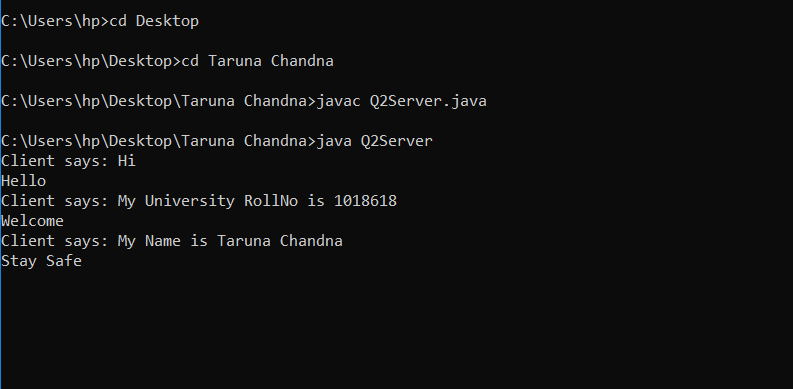 C:\Users\hp>cd Desktop
C:\Users\hp\Desktop>cd Taruna Chandna
C:\Users\hp\Desktop\Taruna Chandna>javac Q2Server.java
C:\Users\hp\Desktop\Taruna Chandna>java Q2Server
Client says: Hi
Hello
Client says: My University RollNo is 1018618
Welcome
Client says: My Name is Taruna Chandna
Stay Safe